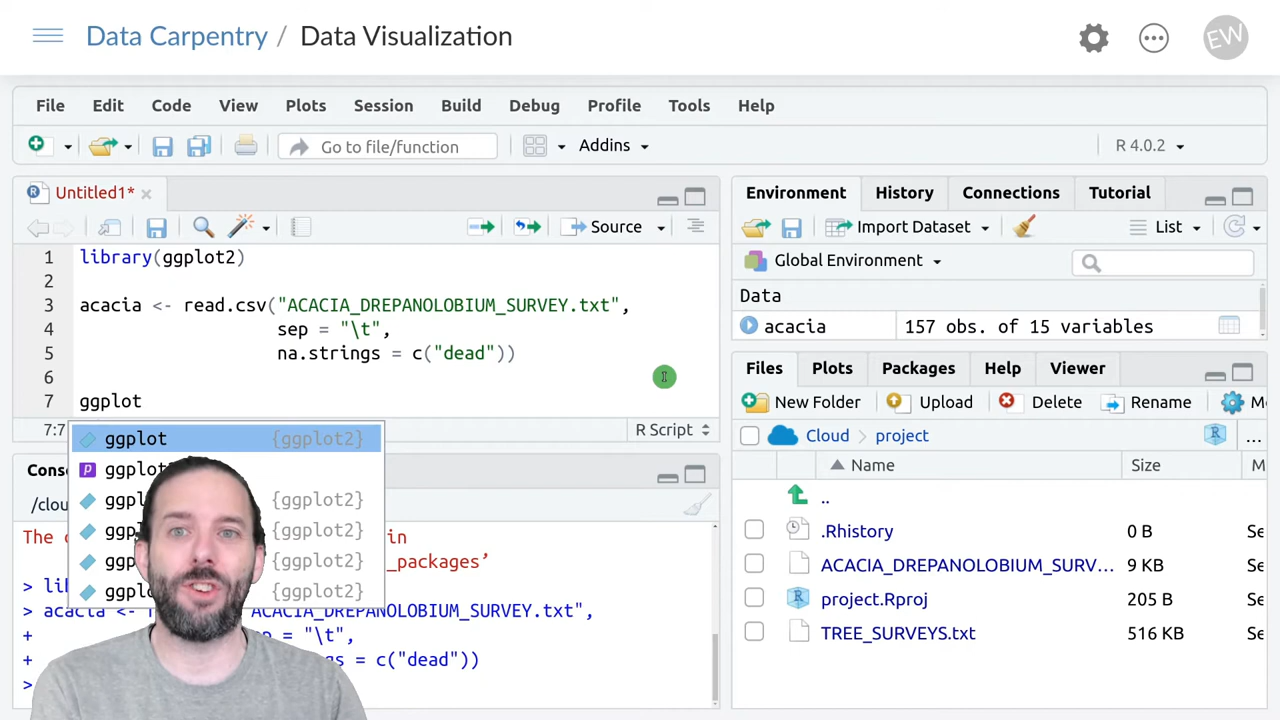 Data Carpentry / Data Visualization
EW
File Edit Code View Plots Session Build Debug Profile Tools Help
Go to file/function
Addins
R 4.0.2
Untitled1*
Source
1 library(ggplot2)
2
3 acacia <- read.csv("ACACIA_DREPANOLOBIUM_SURVEY.txt",
4 sep = "\t",
5 na.strings = c("dead"))
6
7 ggplot
7:7
R Script
ggplot {ggplot2}
{ggplot2}
{ggplot2}
{ggplot2}
{ggplot2}
in
_packages’
> acacia <-
ACACIA_DREPANOLOBIUM_SURVEY.txt",
+ = "\t",
+ = c("dead"))
>
Environment History Connections Tutorial
Import Dataset
List
Global Environment
Data
acacia 157 obs. of 15 variables
Files Plots Packages Help Viewer
New Folder Upload Delete Rename
Cloud project
...
Name Size
..
.Rhistory 0 B
ACACIA_DREPANOLOBIUM_SURV... 9 KB
project.Rproj 205 B
TREE_SURVEYS.txt 516 KB